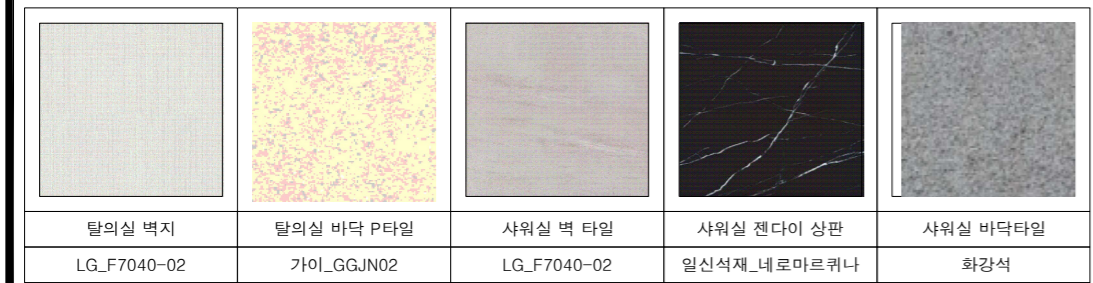 탈의실 벽지 탈의실 바닥 P타일 샤워실 벽 타일 샤워실 젠다이 상판 샤워실 바닥타일
LG_F7040-02 가이_GGJN02 LG_F7040-02 일신석재_네로마르퀴나 화강석